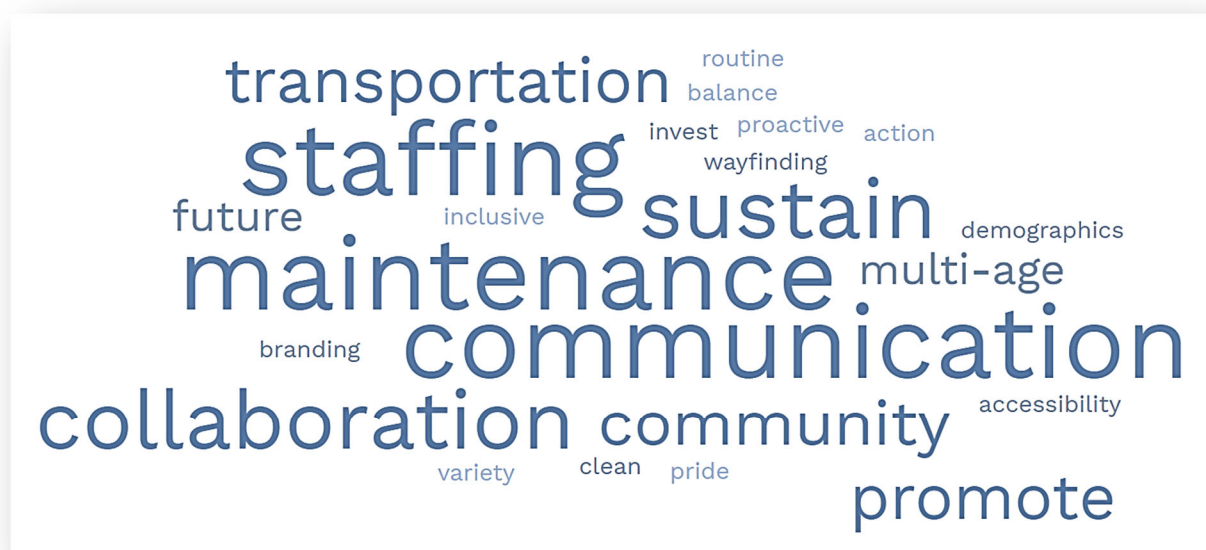 routine
transportation
balance
invest proactive action
staffing
wayfinding
future inclusive sustain demographics
maintenance multi-age
branding communication
collaboration community accessibility
variety clean pride
promote